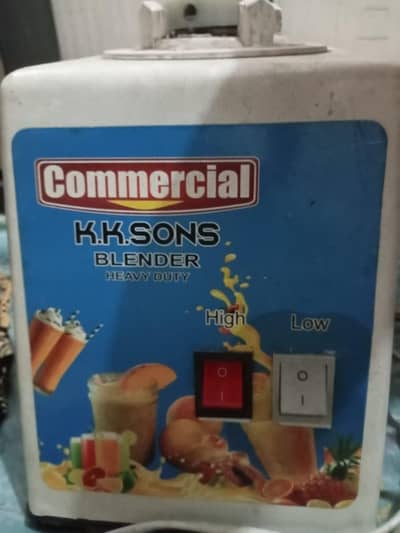 Commercial
K.K.SONS
BLENDER
HEAVY DUTY
High
Low
O
I
O
I